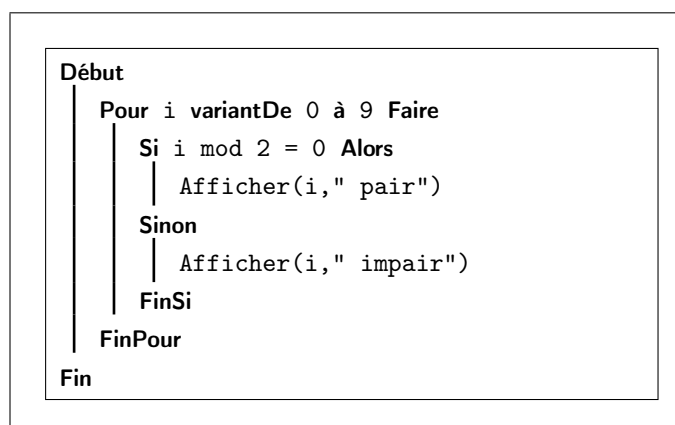 Début
Pour i variantDe 0 à 9 Faire
Si i mod 2 = 0 Alors
Afficher(i," pair")
Sinon
Afficher(i," impair")
FinSi
FinPour
Fin